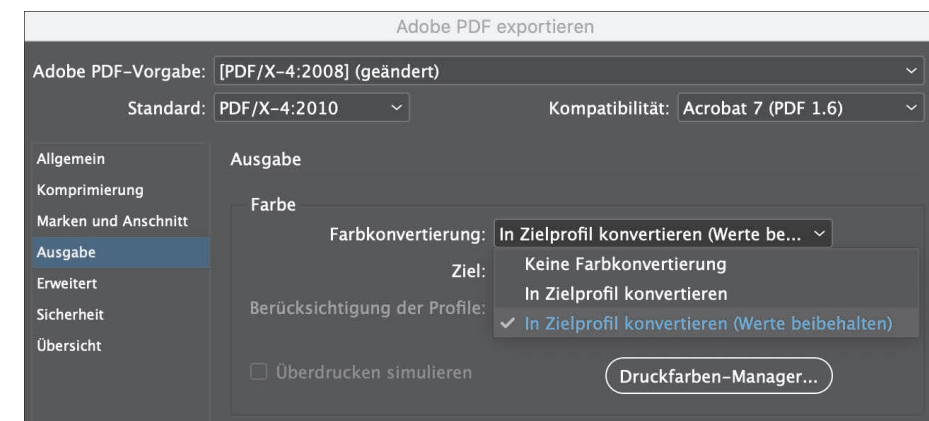 Adobe PDF exportieren
Adobe PDF-Vorgabe: [PDF/X-4:2008] (geändert)
Standard: PDF/X-4:2010 Kompatibilität: Acrobat 7 (PDF 1.6)
Allgemein
Komprimierung
Marken und Anschnitt
Ausgabe
Erweitert
Sicherheit
Übersicht
Ausgabe
Farbe
Farbkonvertierung: In Zielprofil konvertieren (Werte be...
Keine Farbkonvertierung
In Zielprofil konvertieren
In Zielprofil konvertieren (Werte beibehalten)
Ziel:
Berücksichtigung der Profile:
Überdrucken simulieren
Druckfarben-Manager...